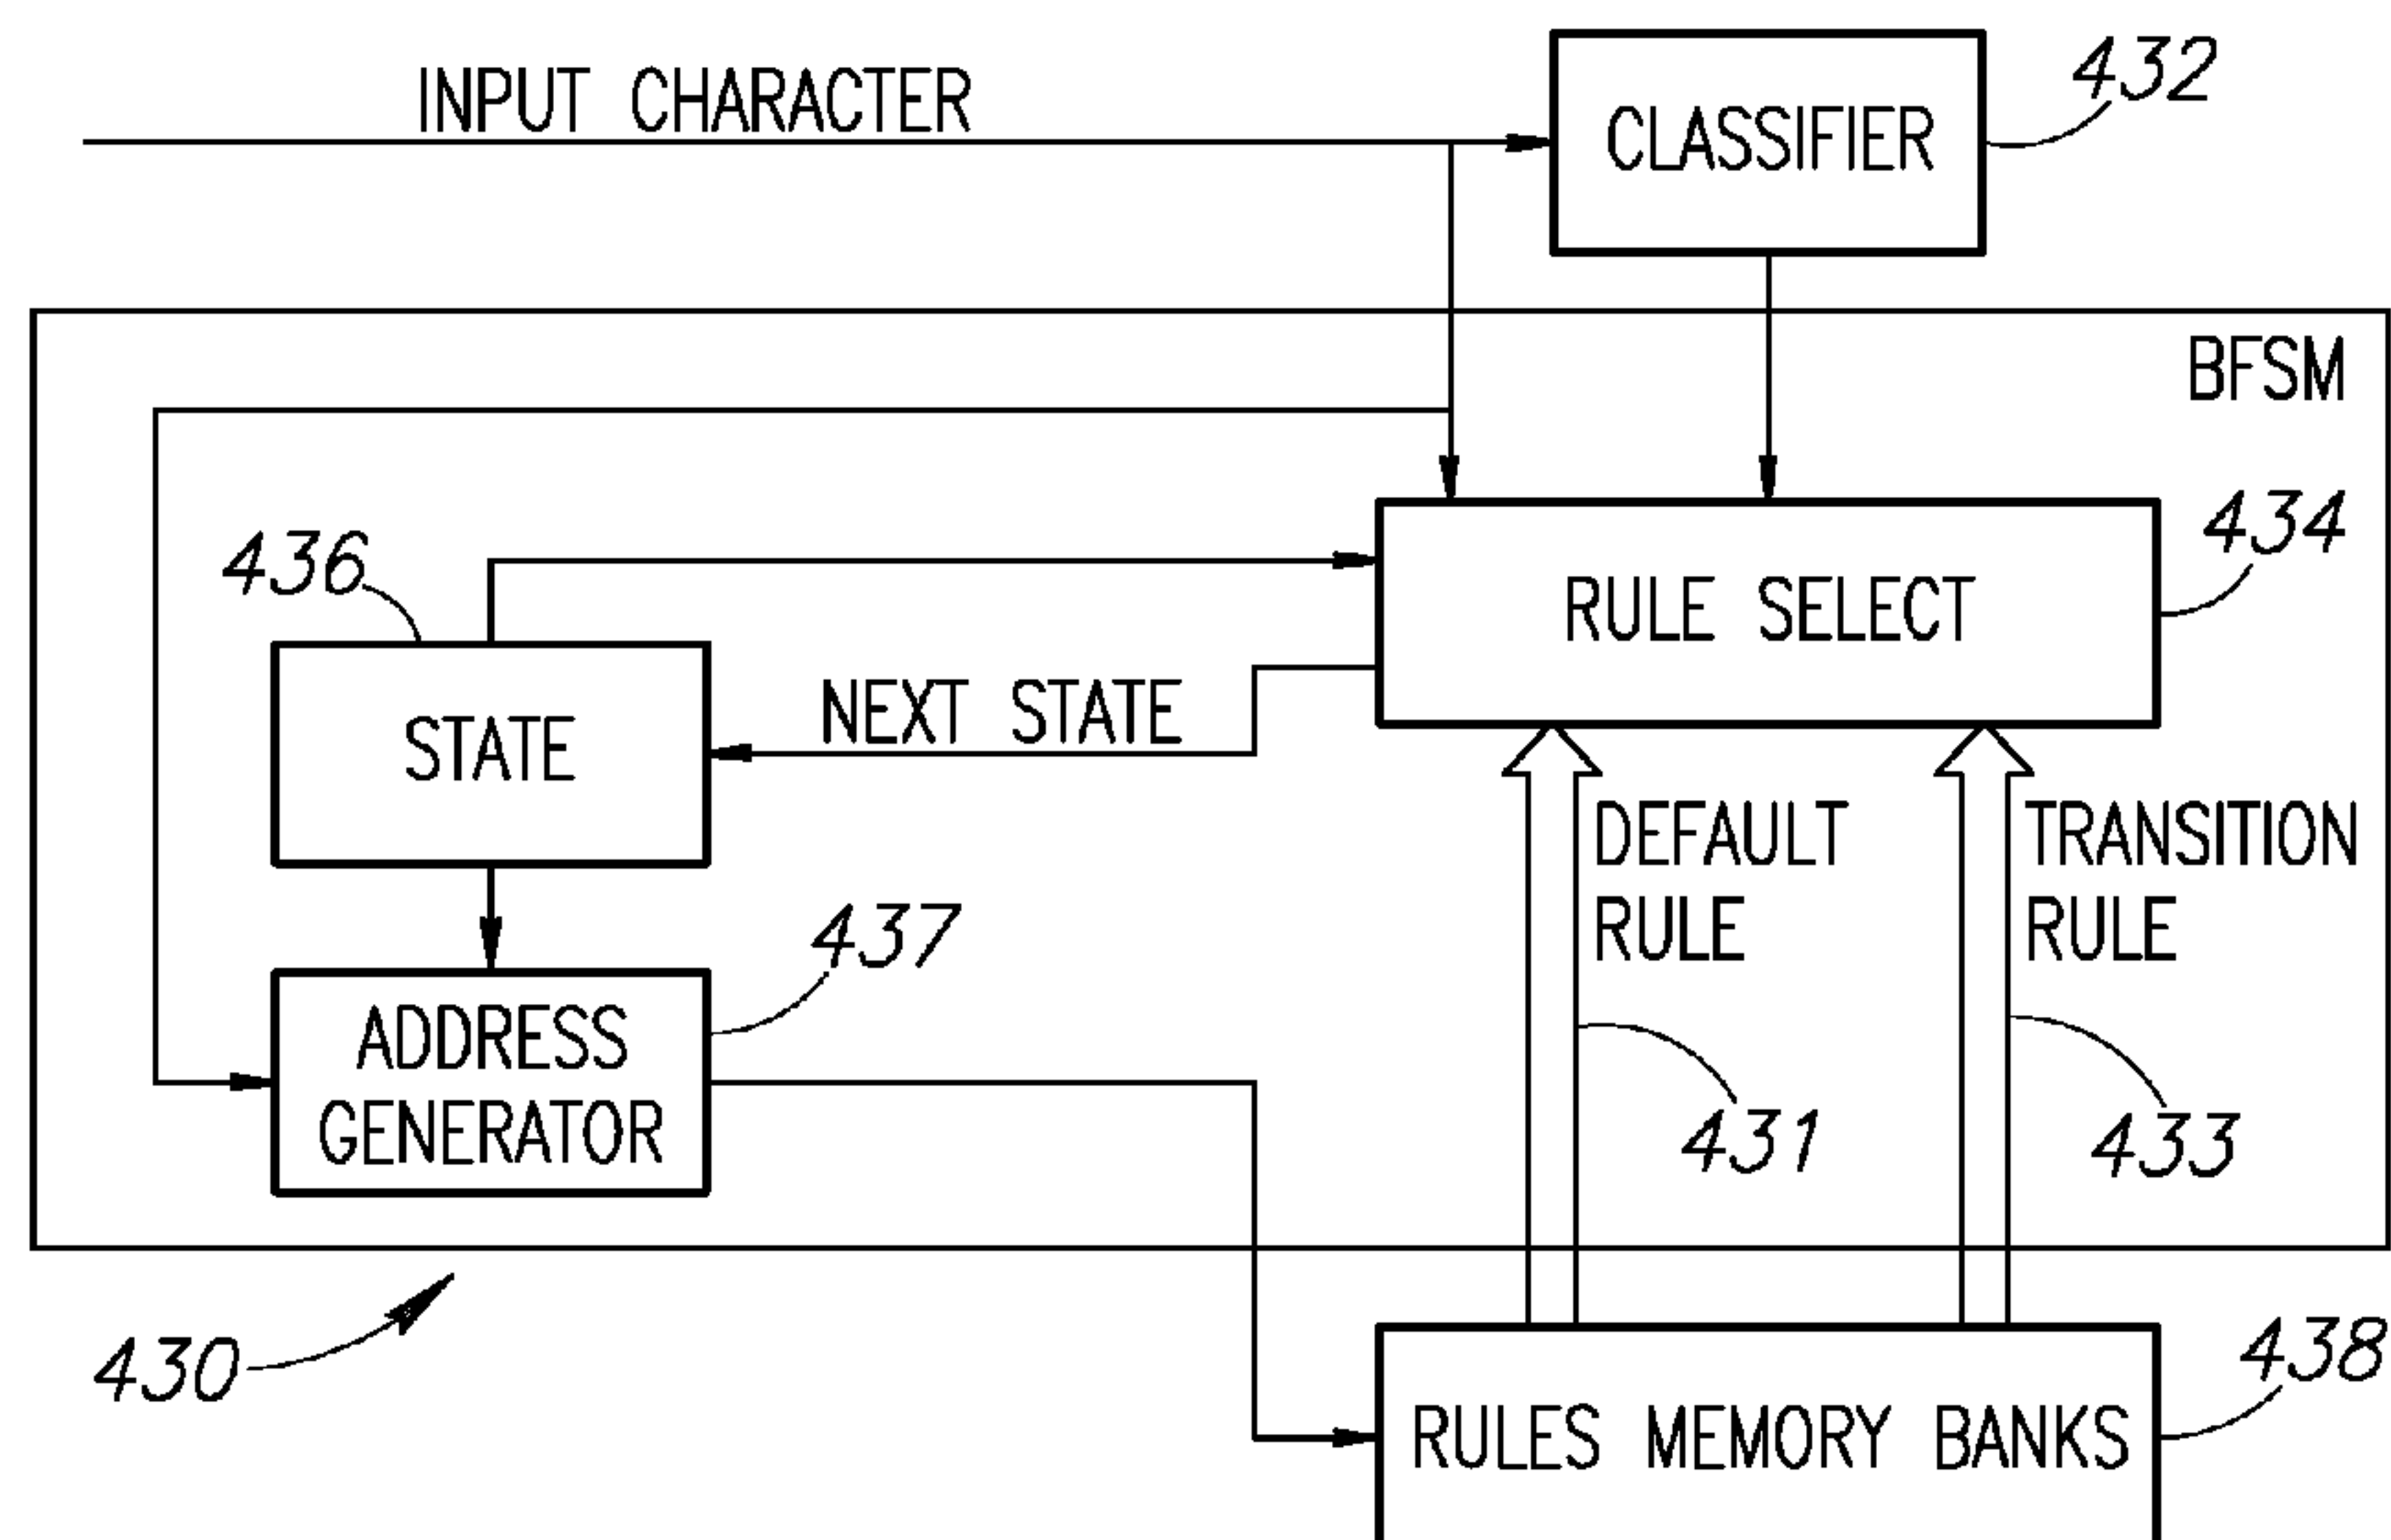 INPUT CHARACTER
CLASSIFIER
432
BFSM
436
434
RULE SELECT
NEXT STATE
STATE
DEFAULT
RULE
TRANSITION
RULE
437
ADDRESS
GENERATOR
431
433
430
438
RULES MEMORY BANKS